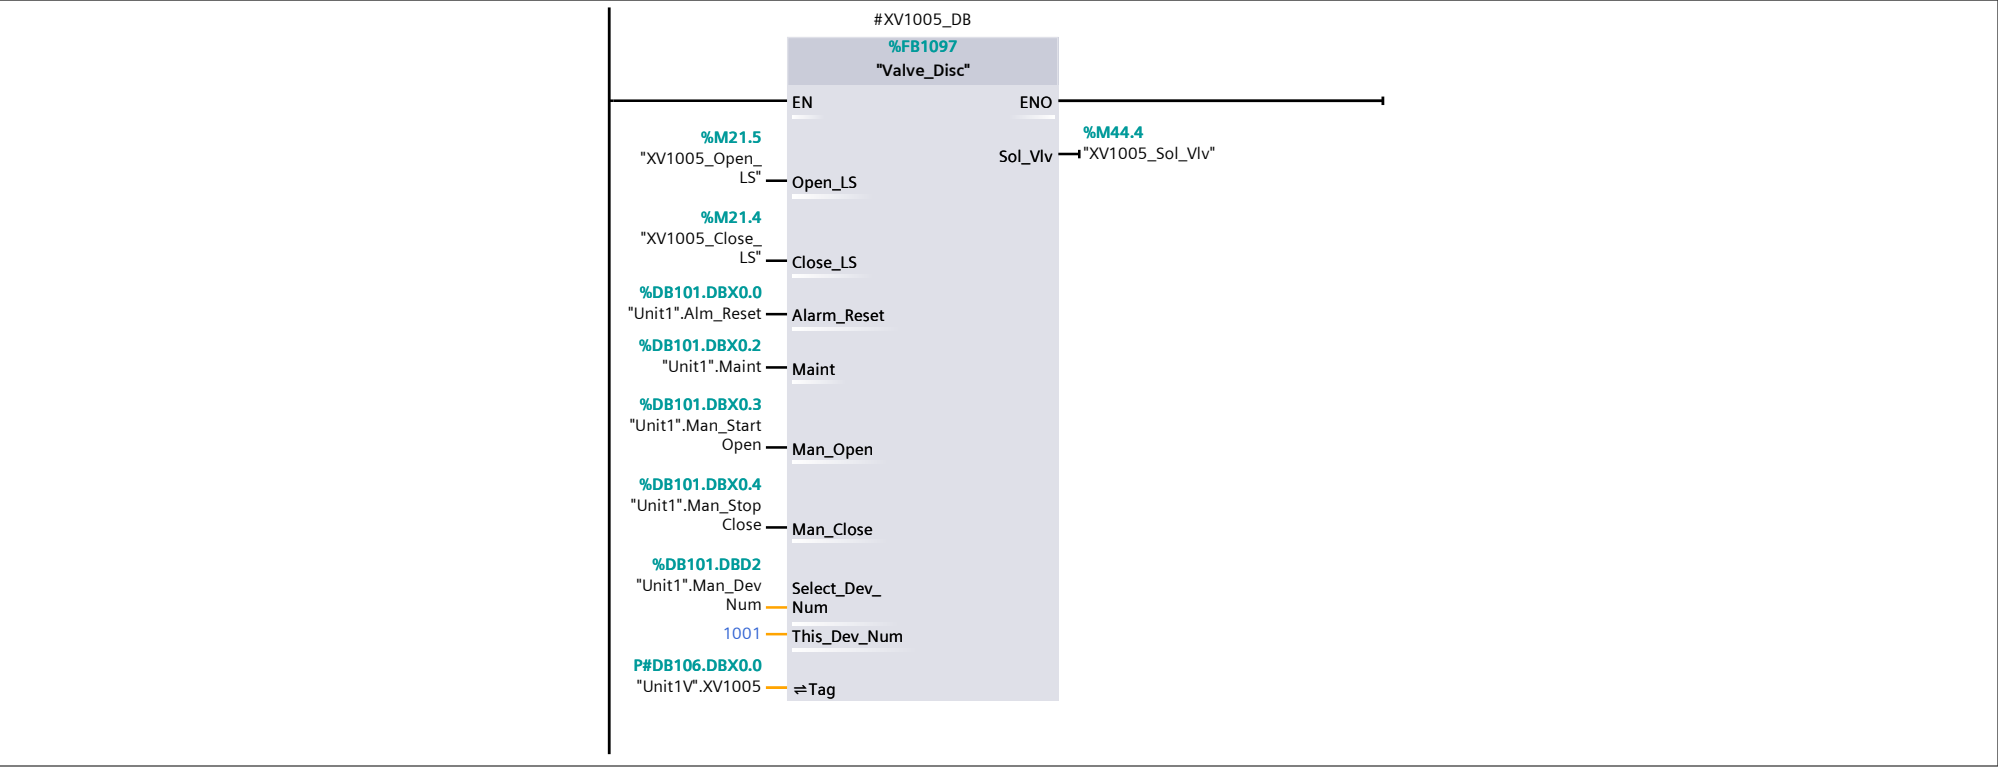 #XV1005_DB
%FB1097
"Valve_Disc"
EN
ENO
%M21.5
"XV1005_Open_
LS"
Open_LS
%M44.4
Sol_Vlv
"XV1005_Sol_Vlv"
%M21.4
"XV1005_Close_
LS"
Close_LS
%DB101.DBX0.0
"Unit1".Alm_Reset
Alarm_Reset
%DB101.DBX0.2
"Unit1".Maint
Maint
%DB101.DBX0.3
"Unit1".Man_Start
Open
Man_Open
%DB101.DBX0.4
"Unit1".Man_Stop
Close
Man_Close
%DB101.DBD2
"Unit1".Man_Dev
Num
Select_Dev_
Num
1001
This_Dev_Num
P#DB106.DBX0.0
"Unit1V".XV1005
⇌Tag